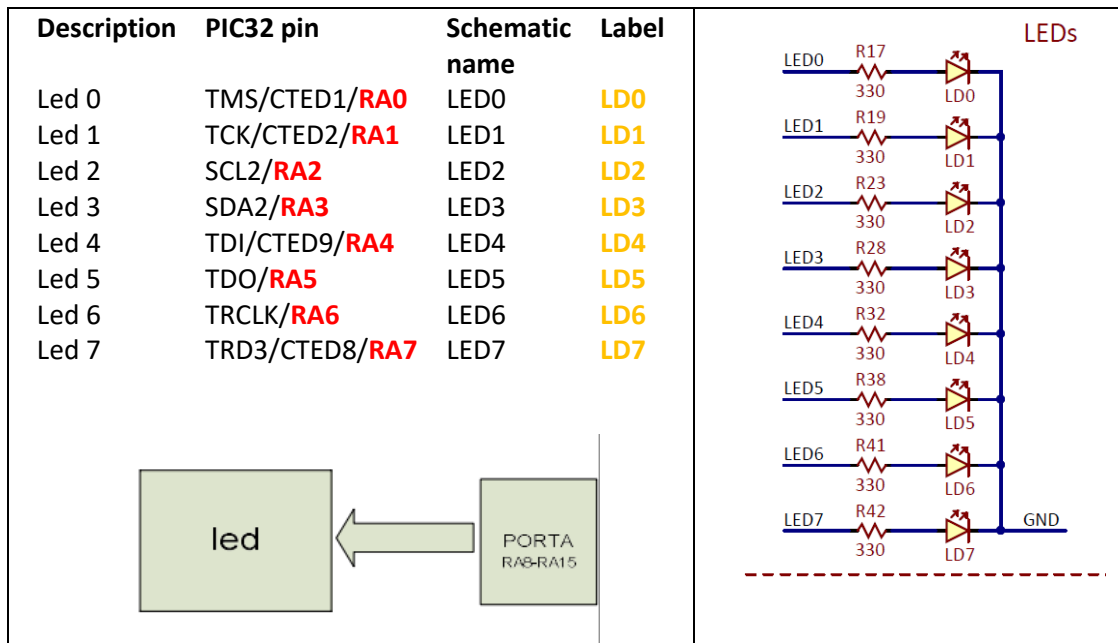 Description PIC32 pin Schematic name Label
Led 0 TMS/CTED1/RA0 LED0 LD0
Led 1 TCK/CTED2/RA1 LED1 LD1
Led 2 SCL2/RA2 LED2 LD2
Led 3 SDA2/RA3 LED3 LD3
Led 4 TDI/CTED9/RA4 LED4 LD4
Led 5 TDO/RA5 LED5 LD5
Led 6 TRCLK/RA6 LED6 LD6
Led 7 TRD3/CTED8/RA7 LED7 LD7
led
PORTA
RA8-RA15
LEDs
LED0 R17
330 LD0
LED1 R19
330 LD1
LED2 R23
330 LD2
LED3 R28
330 LD3
LED4 R32
330 LD4
LED5 R38
330 LD5
LED6 R41
330 LD6
LED7 R42 GND
330 LD7